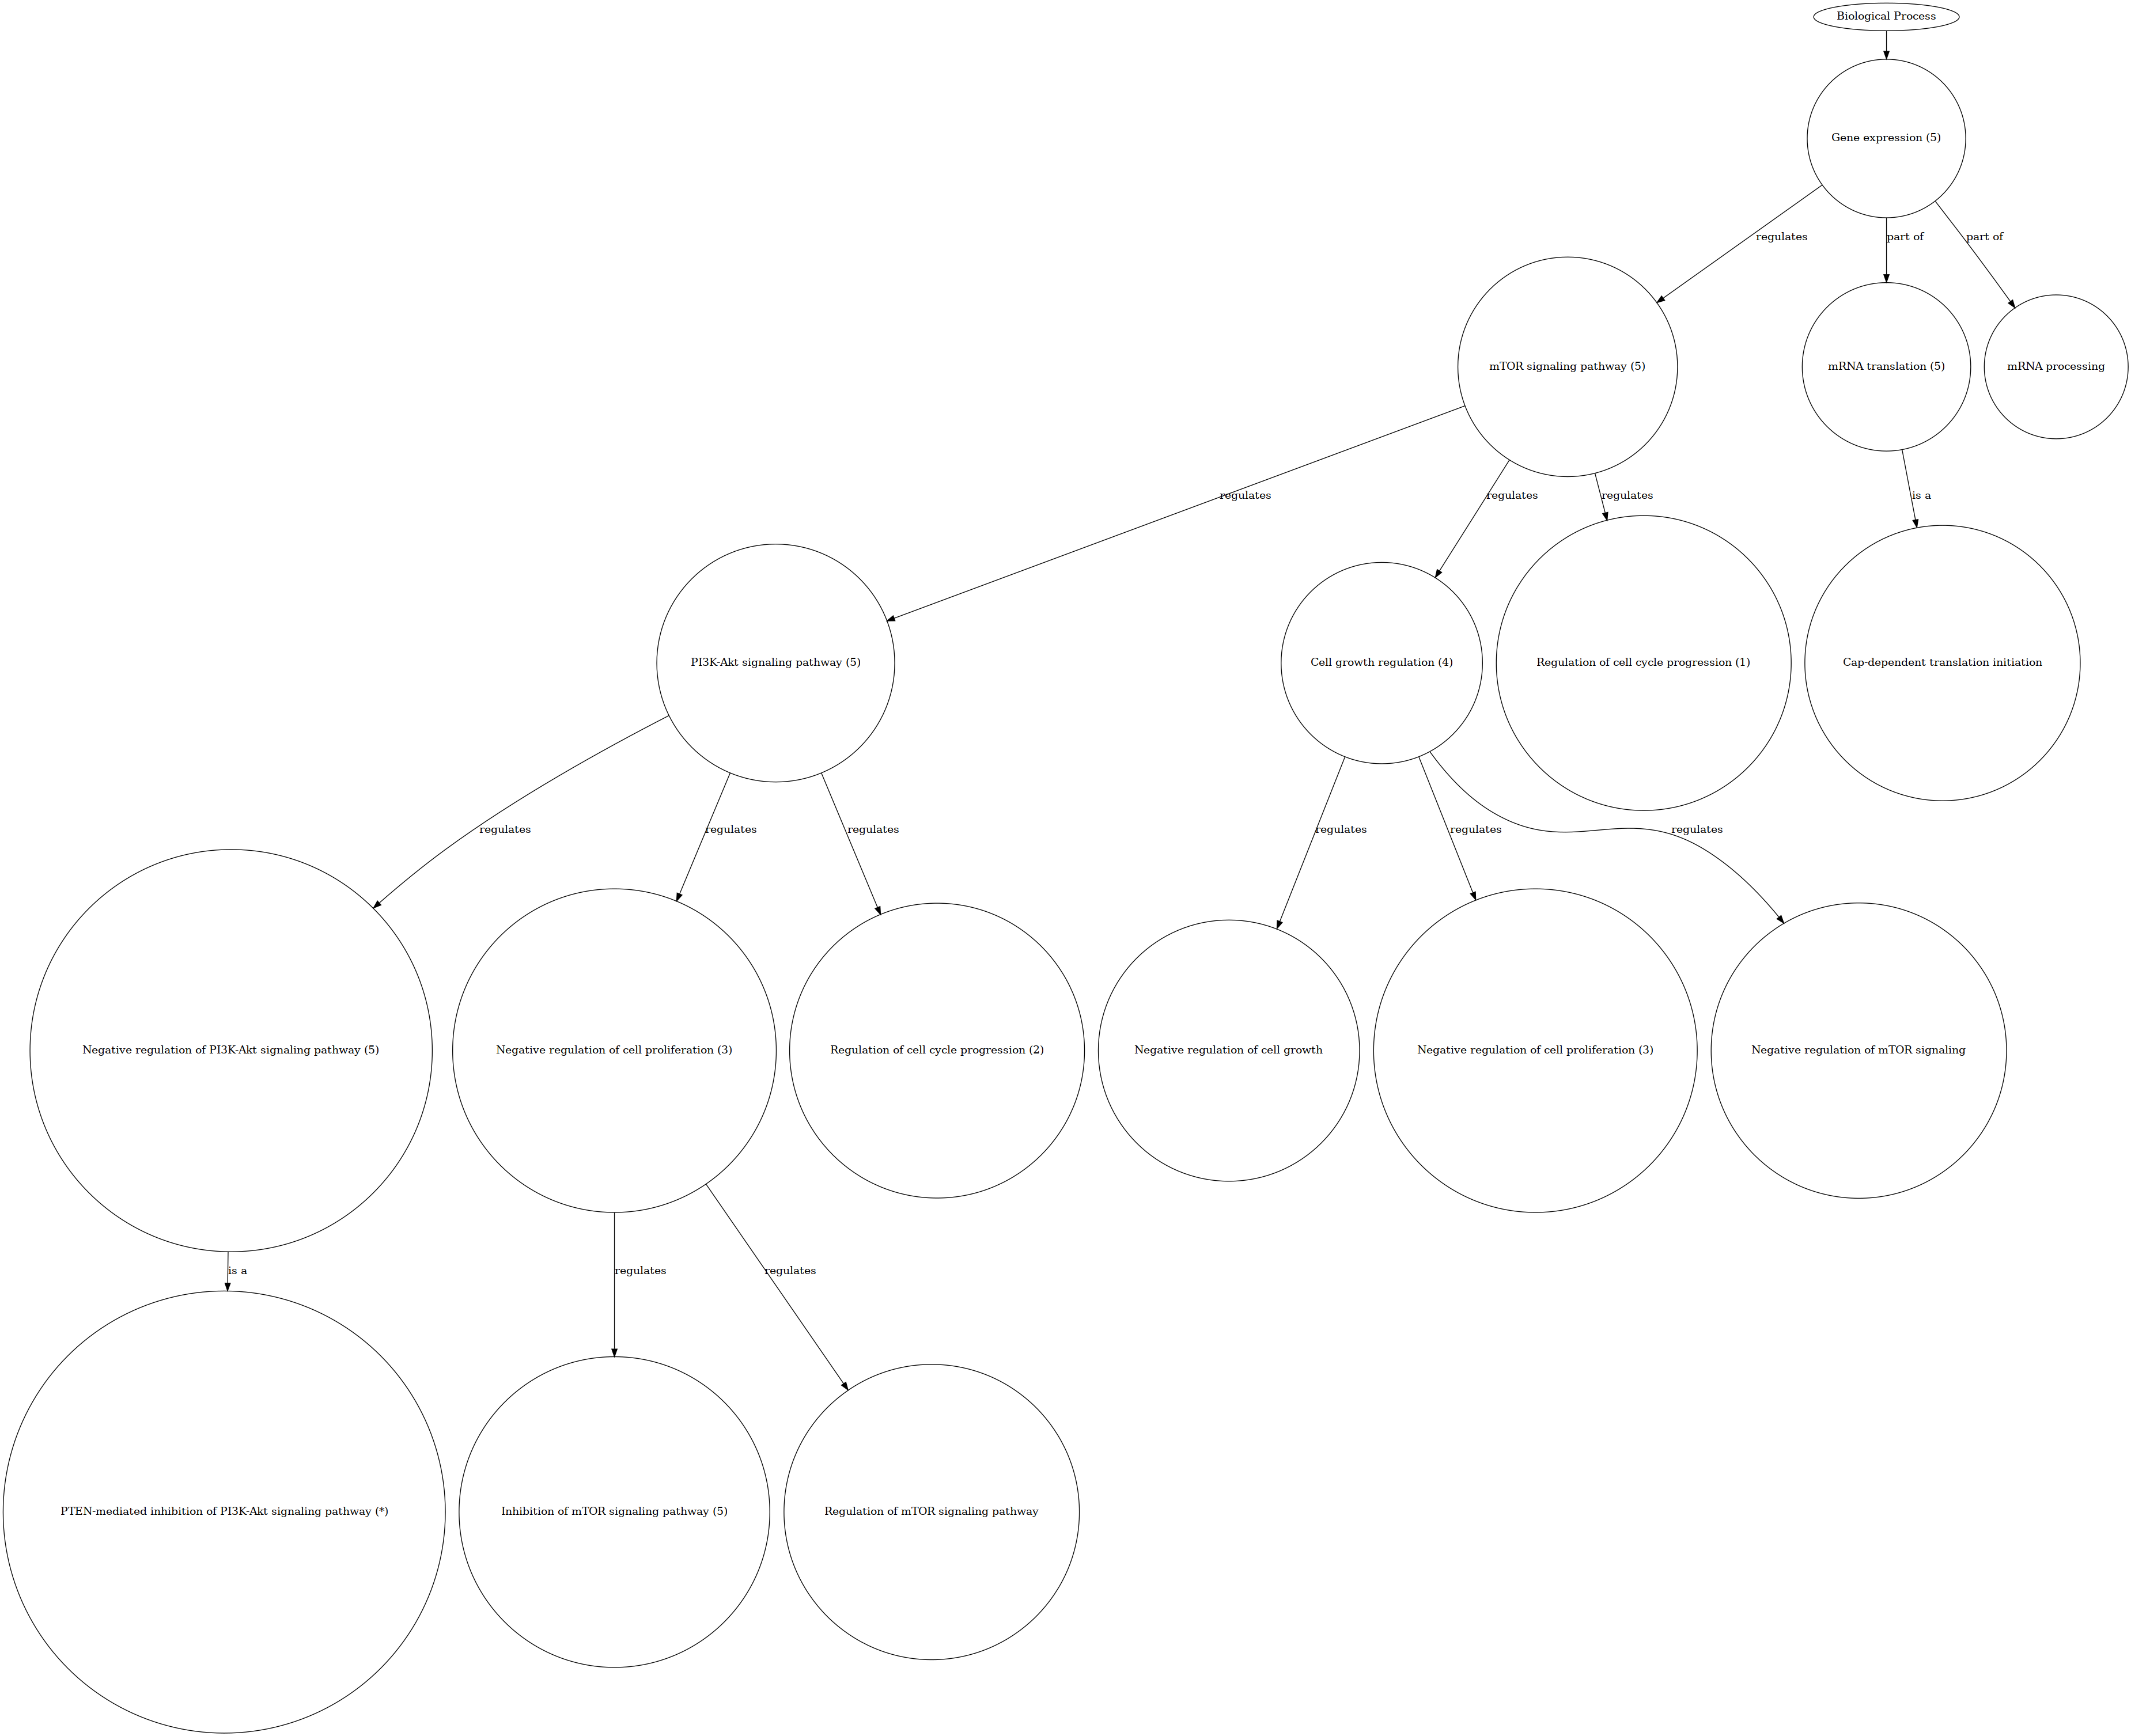 Biological Process
Gene expression (5)
regulates
part of
part of
mTOR signaling pathway (5)
mRNA translation (5)
mRNA processing
regulates
regulates
regulates
is a
PI3K-Akt signaling pathway (5)
Cell growth regulation (4)
Regulation of cell cycle progression (1)
Cap-dependent translation initiation
regulates
regulates
regulates
regulates
regulates
regulates
Negative regulation of PI3K-Akt signaling pathway (5)
Negative regulation of cell proliferation (3)
Regulation of cell cycle progression (2)
Negative regulation of cell growth
Negative regulation of cell proliferation (3)
Negative regulation of mTOR signaling
is a
regulates
regulates
PTEN-mediated inhibition of PI3K-Akt signaling pathway (*)
Inhibition of mTOR signaling pathway (5)
Regulation of mTOR signaling pathway